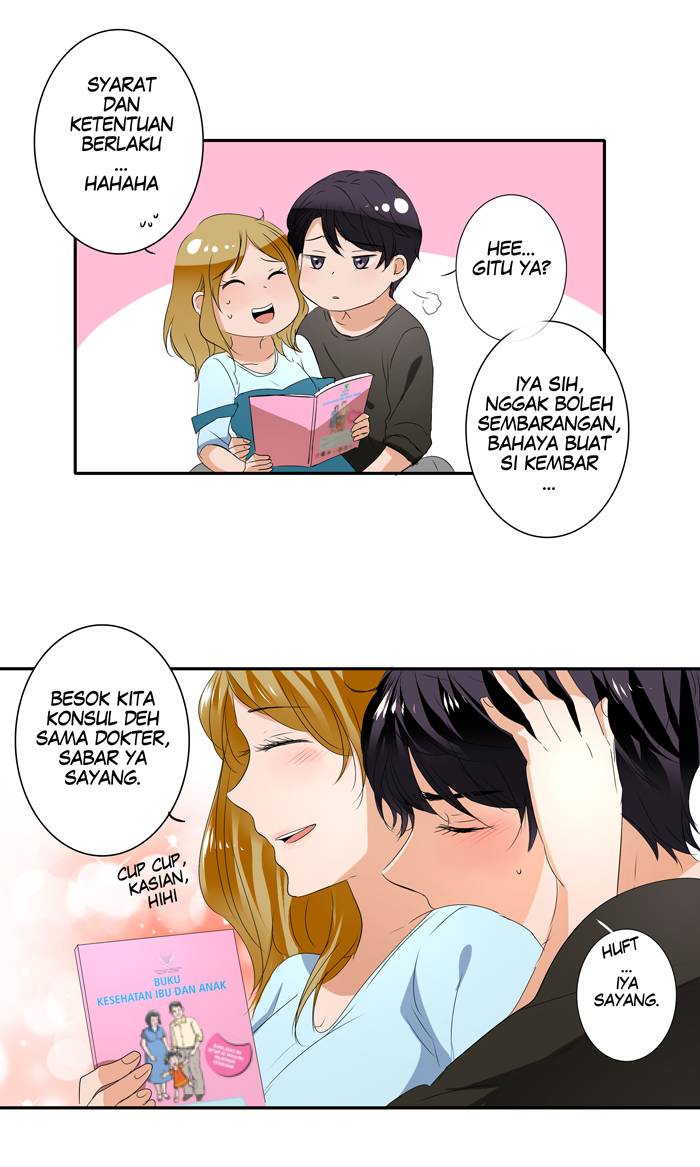 SYARAT
DAN
KETENTUAN
BERLAKU
...
HAHAHA
HEE...
GITU YA?
IYA SIH,
NGGAK BOLEH
SEMBARANGAN,
BAHAYA BUAT
SI KEMBAR
...
BESOK KITA
KONSUL DEH
SAMA DOKTER,
SABAR YA
SAYANG.
CUP CUP,
KASIAN,
HIHI
BUKU
KESEHATAN IBU DAN ANAK
HUFT
...
IYA
SAYANG.